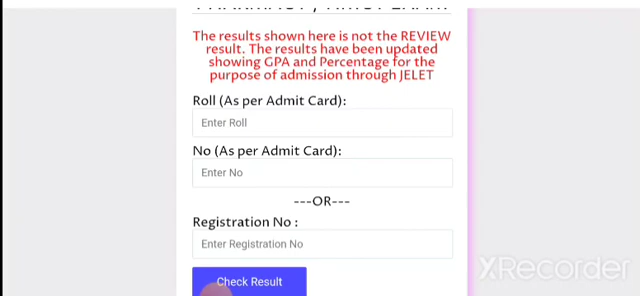 The results shown here is not the REVIEW
result. The results have been updated
showing GPA and Percentage for the
purpose of admission through JELET
Roll (As per Admit Card):
Enter Roll
No (As per Admit Card):
Enter No
---OR---
Registration No :
Enter Registration No
Check Result
XRecorder